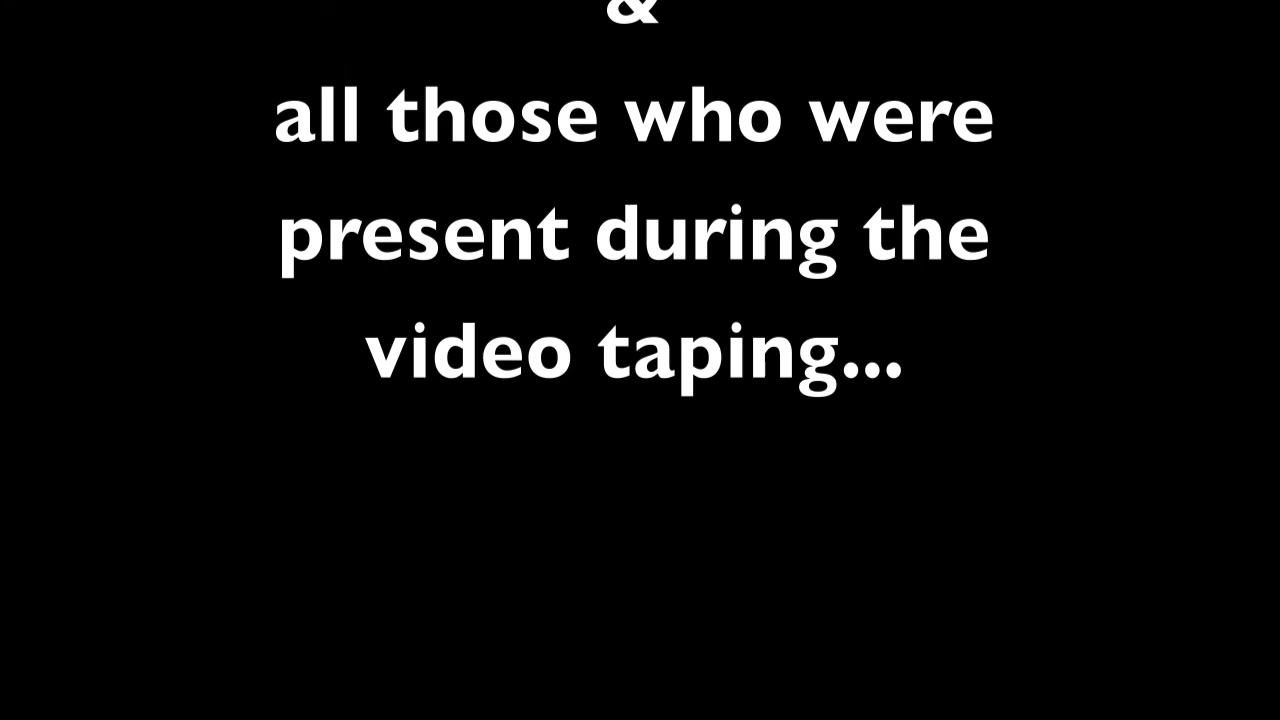 &
all those who were
present during the
video taping...